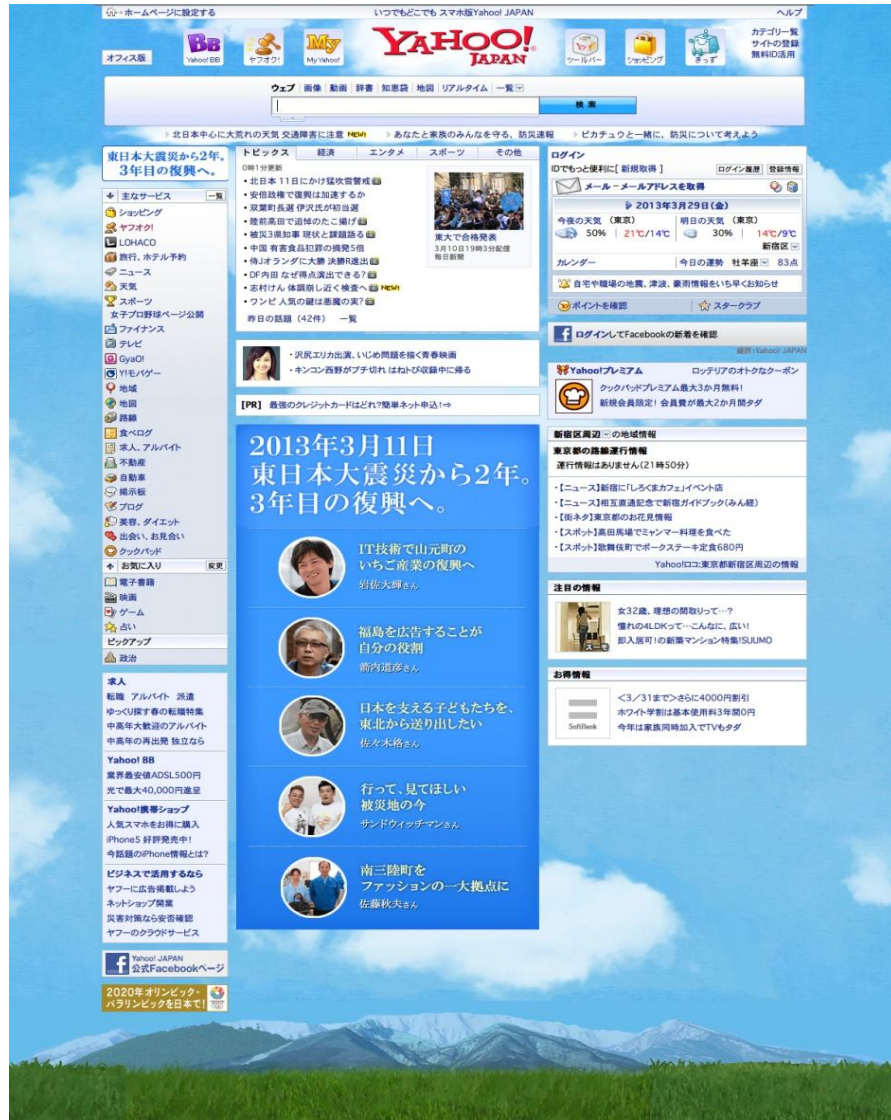 ホームページに設定する
いつでもどこでも スマホ版Yahoo! JAPAN
ヘルプ
オフィス版
BB
Yahoo! BB
ヤフオク!
My
My Yahoo!
YAHOO!
JAPAN
ツールバー
ショッピング
きっず
カテゴリ一覧
サイトの登録
無料ID活用
ウェブ 画像 動画 辞書 知恵袋 地図 リアルタイム 一覧
検索
北日本中心に大荒れの天気 交通障害に注意 NEW!
あなたと家族のみんなを守る、防災速報
ピカチュウと一緒に、防災について考えよう
東日本大震災から2年。
3年目の復興へ。
主なサービス 一覧
ショッピング
ヤフオク!
LOHACO
旅行、ホテル予約
ニュース
天気
スポーツ
女子プロ野球ページ公開
ファイナンス
テレビ
GyaO!
Y!モバゲー
地域
地図
路線
食べログ
求人、アルバイト
不動産
自動車
掲示板
ブログ
美容、ダイエット
出会い、お見合い
クックパッド
お気に入り 変更
電子書籍
映画
ゲーム
占い
ピックアップ
政治
求人
転職 アルバイト 派遣
ゆっくり探す春の転職特集
中高年大歓迎のアルバイト
中高年の再出発 独立なら
Yahoo! BB
業界最安値ADSL500円
光で最大40,000円進呈
Yahoo!携帯ショップ
人気スマホをお得に購入
iPhone5 好評発売中!
今話題のiPhone情報とは?
ビジネスで活用するなら
ヤフーに広告掲載しよう
ネットショップ開業
災害対策なら安否確認
ヤフーのクラウドサービス
Yahoo! JAPAN
公式Facebookページ
2020年オリンピック・
パラリンピックを日本で!
トピックス 経済 エンタメ スポーツ その他
0時1分更新
・北日本 11日にかけ猛吹雪警戒
・安倍政権で復興は加速するか
・双葉町長選 伊沢氏が初当選
・陸前高田で追悼のたこ揚げ
・被災3県知事 現状と課題語る
・中国 有害食品犯罪の摘発5倍
・侍Jオランダに大勝 決勝R進出
・DF内田 なぜ得点演出できる?
・志村けん 体調崩し近く検査へ NEW!
・ワンピ 人気の鍵は悪魔の実?
昨日の話題 (42件) 一覧
東大で合格発表
3月10日19時3分配信
毎日新聞
・沢尻エリカ出演、いじめ問題を描く青春映画
・キンコン西野がブチ切れ はねトび収録中に帰る
[PR] 最強のクレジットカードはどれ?簡単ネット申込!⇒
2013年3月11日
東日本大震災から2年。
3年目の復興へ。
IT技術で山元町の
いちご産業の復興へ
岩佐大輝さん
福島を広告することが
自分の役割
箭内道彦さん
日本を支える子どもたちを、
東北から送り出したい
佐々木格さん
行って、見てほしい
被災地の今
サンドウィッチマンさん
南三陸町を
ファッションの一大拠点に
佐藤秋夫さん
ログイン
IDでもっと便利に[ 新規取得 ] ログイン履歴 登録情報
メール - メールアドレスを取得
2013年3月29日(金)
今夜の天気 (東京) 明日の天気 (東京)
50% 21℃/14℃ 30% 14℃/9℃
新宿区
カレンダー 今日の運勢 牡羊座 83点
自宅や職場の地震、津波、豪雨情報をいち早くお知らせ
ポイントを確認 スタークラブ
ログインしてFacebookの新着を確認
提供:Yahoo! JAPAN
Yahoo!プレミアム ロッテリアのオトクなクーポン
クックパッドプレミアム最大3か月無料!
新規会員限定! 会員費が最大2か月間タダ
新宿区周辺 の地域情報
東京都の路線運行情報
運行情報はありません(21時50分)
・【ニュース】新宿に「しろくまカフェ」イベント店
・【ニュース】相互直通記念で新宿ガイドブック(みん経)
・【街ネタ】東京都のお花見情報
・【スポット】高田馬場でミャンマー料理を食べた
・【スポット】歌舞伎町でポークステーキ定食680円
Yahoo!ロコ:東京都新宿区周辺の情報
注目の情報
スーモ
女32歳、理想の間取りって…?
憧れの4LDKって…こんなに、広い!
即入居可!の新築マンション特集!SUUMO
お得情報
SoftBank
<3/31まで>さらに4000円割引
ホワイト学割は基本使用料3年間0円
今年は家族同時加入でTVもタダ